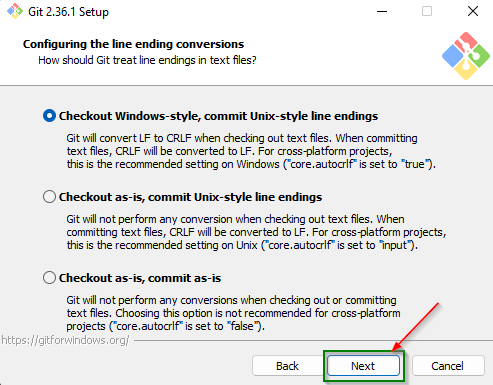 Git 2.36.1 Setup
Configuring the line ending conversions
How should Git treat line endings in text files?
Checkout Windows-style, commit Unix-style line endings
Git will convert LF to CRLF when checking out text files. When committing
text files, CRLF will be converted to LF. For cross-platform projects,
this is the recommended setting on Windows ("core.autocrlf" is set to "true").
Checkout as-is, commit Unix-style line endings
Git will not perform any conversion when checking out text files. When
committing text files, CRLF will be converted to LF. For cross-platform projects,
this is the recommended setting on Unix ("core.autocrlf" is set to "input").
Checkout as-is, commit as-is
Git will not perform any conversions when checking out or committing
text files. Choosing this option is not recommended for cross-platform
projects ("core.autocrlf" is set to "false").
https://gitforwindows.org/
Back Next Cancel